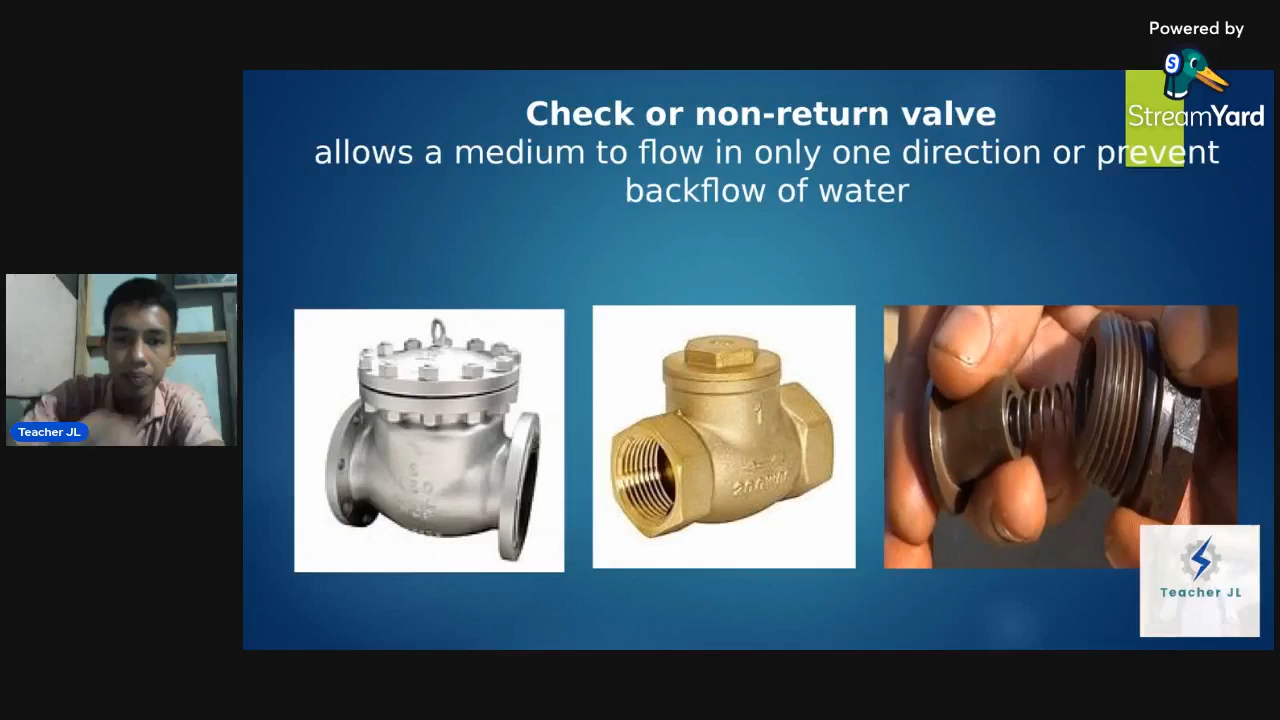 Powered by
StreamYard
Check or non-return valve
allows a medium to flow in only one direction or prevent
backflow of water
Teacher JL
Teacher JL